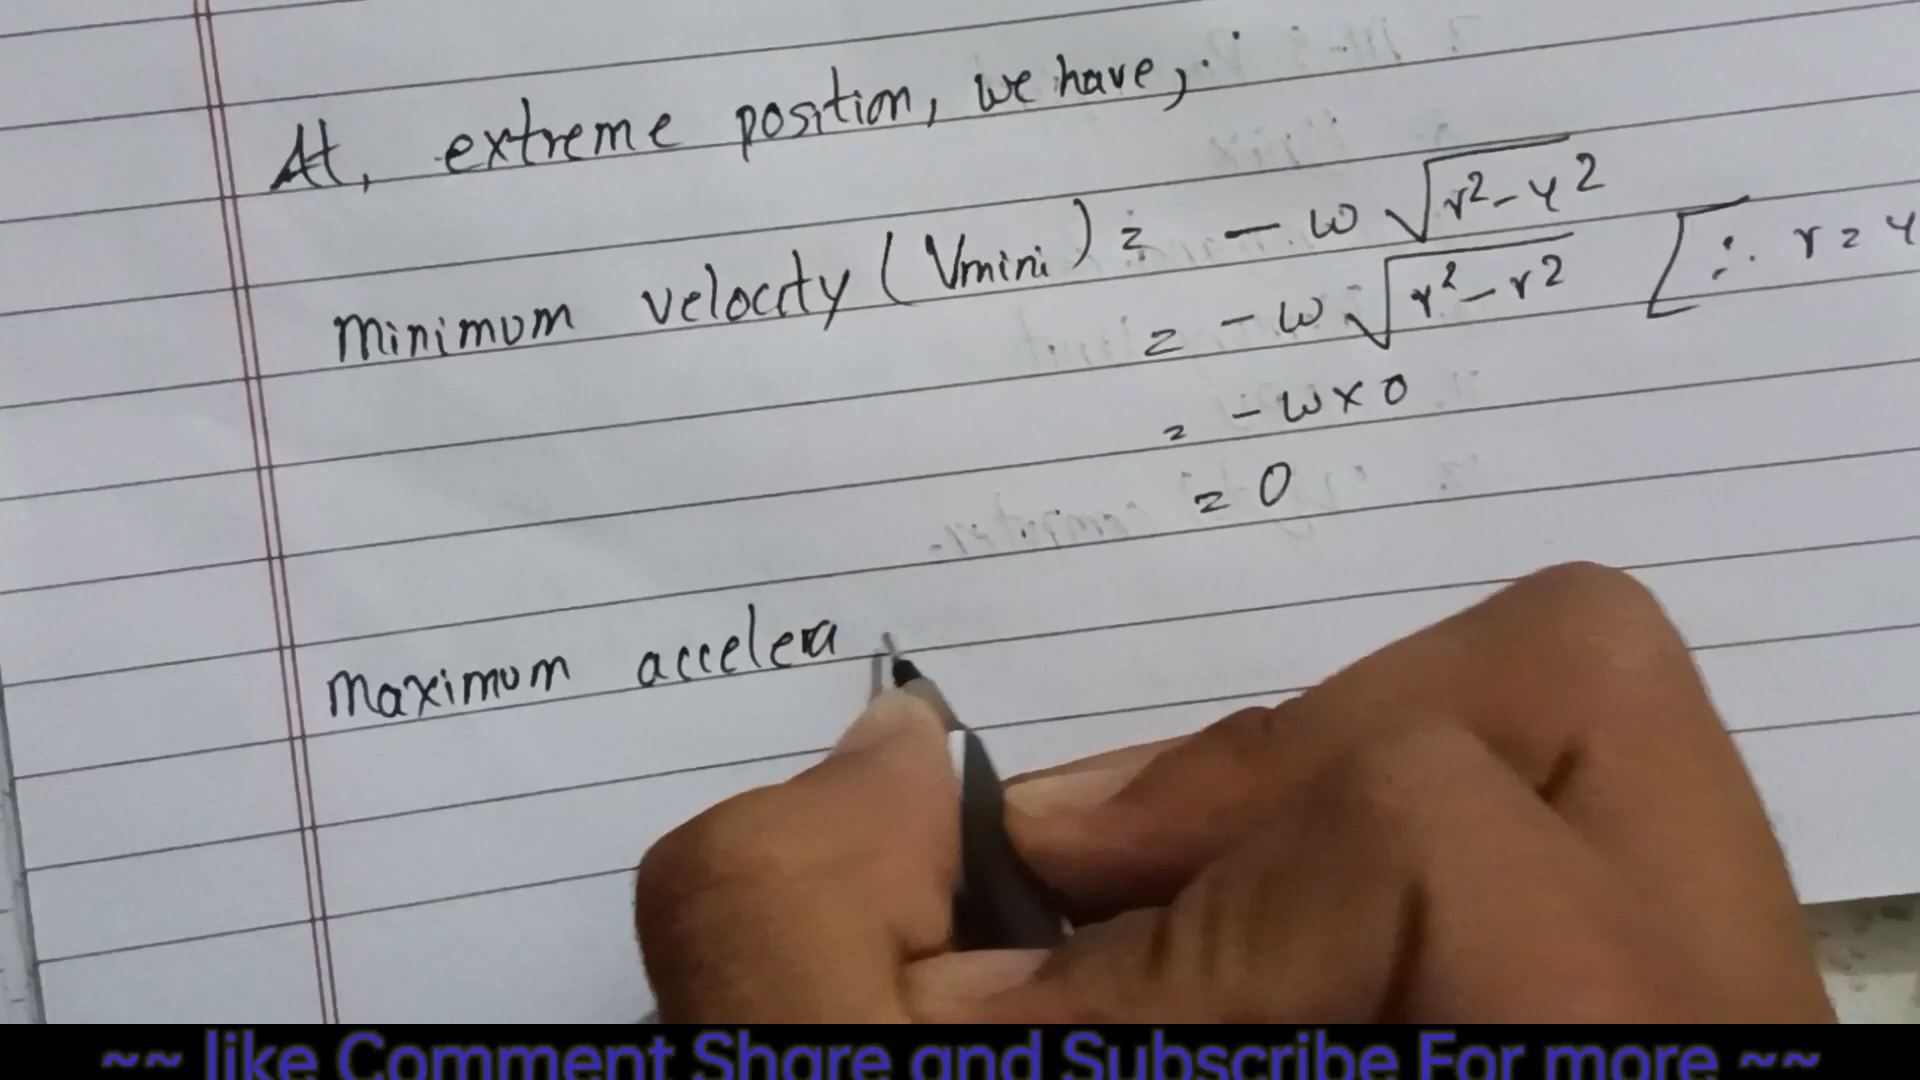 At, extreme position, we have,
minimum velocity (Vmini) = - ω √r² - y²
= - ω √r² - r² [∴ r = y
= - ω × 0
= 0
maximum accelera
~~ like Comment Share and Subscribe For more ~~